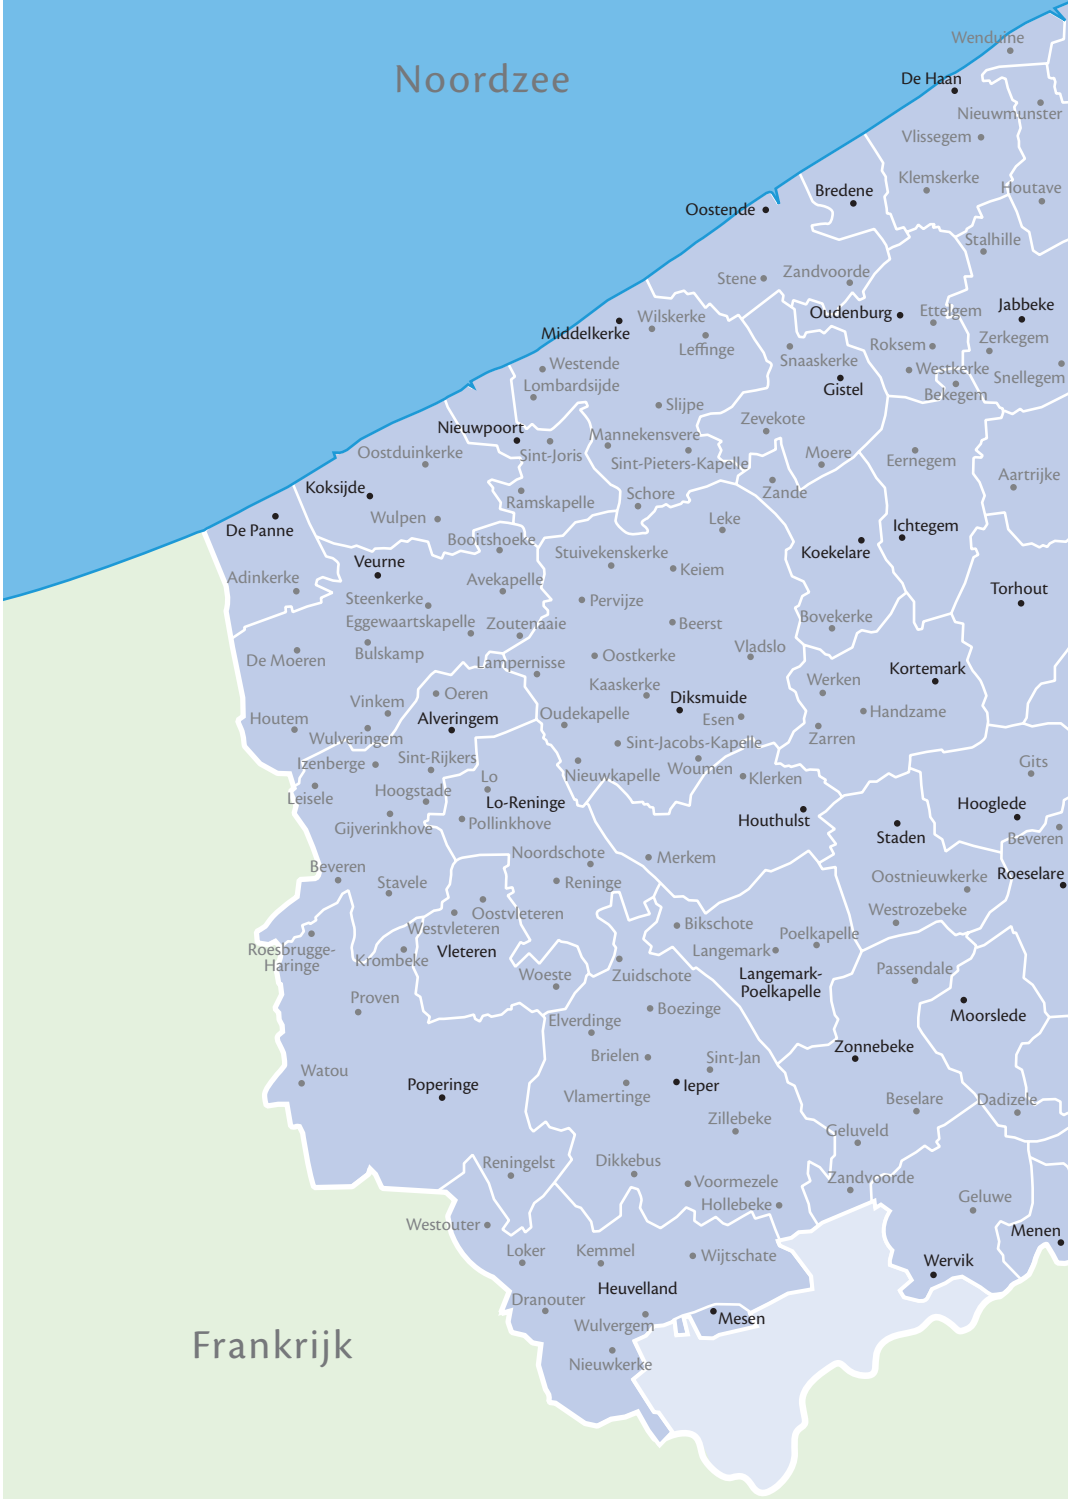 Wenduine
Noordzee
De Haan
Nieuwmunster
Vlissegem
Klemskerke
Houtave
Bredene
Oostende
Stalhille
Zandvoorde
Stene
Jabbeke
Oudenburg
Ettelgem
Wilskerke
Middelkerke
Zerkegem
Roksem
Leffinge
Snaaskerke
Westende
Westkerke
Snellegem
Lombardsijde
Gistel
Bekegem
Slijpe
Zevekote
Nieuwpoort
Mannekensvere
Oostduinkerke
Sint-Joris
Moere
Eernegem
Sint-Pieters-Kapelle
Aartrijke
Koksijde
Schore
Zande
Ramskapelle
Wulpen
Leke
De Panne
Ichtegem
Booitshoeke
Stuivekenskerke
Koekelare
Veurne
Keiem
Adinkerke
Avekapelle
Torhout
Steenkerke
Pervijze
Eggewaartskapelle
Zoutenaaie
Beerst
Bovekerke
Vladslo
Bulskamp
Oostkerke
De Moeren
Lampernisse
Kortemark
Werken
Kaaskerke
Oeren
Diksmuide
Vinkem
Handzame
Oudekapelle
Esen
Houtem
Alveringem
Wulveringem
Zarren
Sint-Jacobs-Kapelle
Sint-Rijkers
Izenberge
Gits
Woumen
Nieuwkapelle
Lo
Klerken
Hoogstade
Leisele
Lo-Reninge
Hooglede
Houthulst
Pollinkhove
Gijverinkhove
Staden
Beveren
Noordschote
Merkem
Beveren
Roeselare
Oostnieuwkerke
Stavele
Reninge
Westrozebeke
Oostvleteren
Bikschote
Westvleteren
Poelkapelle
Roesbrugge-
Haringe
Vleteren
Langemark
Krombeke
Passendale
Woeste
Zuidschote
Langemark-
Poelkapelle
Proven
Boezinge
Moorslede
Elverdinge
Zonnebeke
Brielen
Sint-Jan
Watou
Poperinge
Ieper
Vlamertinge
Beselare
Dadizele
Zillebeke
Geluveld
Reningelst
Dikkebus
Zandvoorde
Voormezele
Geluwe
Hollebeke
Westouter
Menen
Loker
Kemmel
Wijtschate
Wervik
Heuvelland
Dranouter
Mesen
Wulvergem
Frankrijk
Nieuwkerke